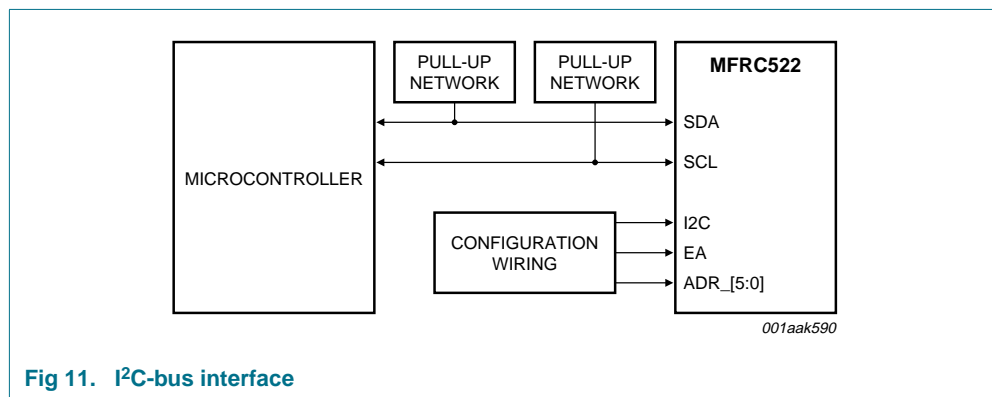 PULL-UP
NETWORK
PULL-UP
NETWORK
MFRC522
SDA
SCL
MICROCONTROLLER
I2C
CONFIGURATION
WIRING
EA
ADR_[5:0]
001aak590
Fig 11. I²C-bus interface